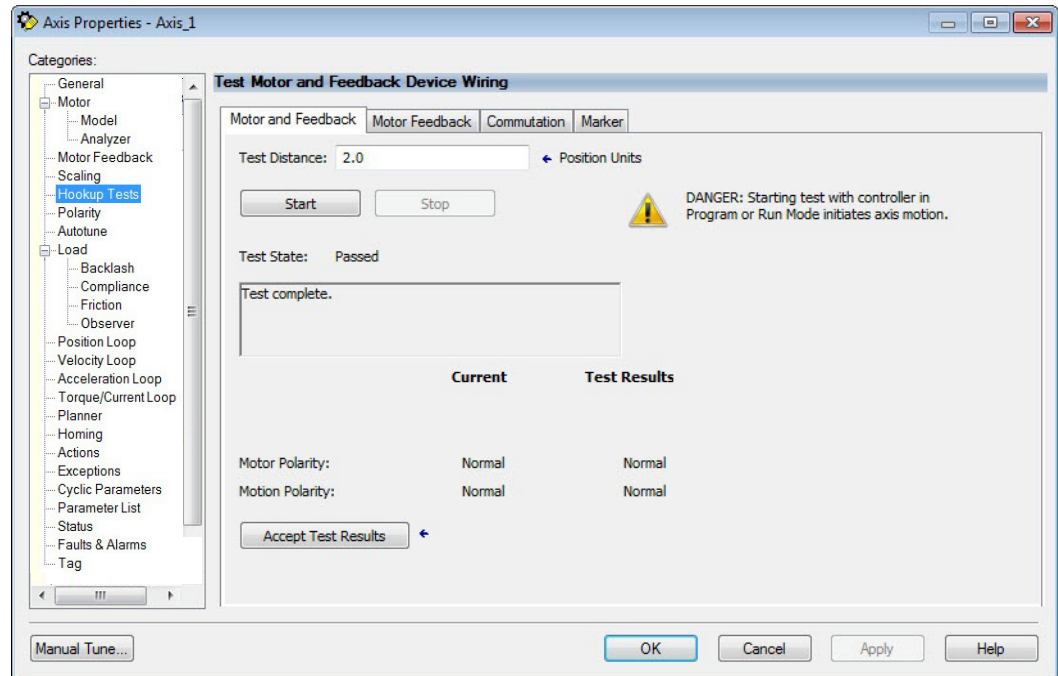 Axis Properties - Axis_1
Categories:
General
Motor
Model
Analyzer
Motor Feedback
Scaling
Hookup Tests
Polarity
Autotune
Load
Backlash
Compliance
Friction
Observer
Position Loop
Velocity Loop
Acceleration Loop
Torque/Current Loop
Planner
Homing
Actions
Exceptions
Cyclic Parameters
Parameter List
Status
Faults & Alarms
Tag
Test Motor and Feedback Device Wiring
Motor and Feedback Motor Feedback Commutation Marker
Test Distance: 2.0 Position Units
Start Stop
DANGER: Starting test with controller in
Program or Run Mode initiates axis motion.
Test State: Passed
Test complete.
Current Test Results
Motor Polarity: Normal Normal
Motion Polarity: Normal Normal
Accept Test Results
Manual Tune... OK Cancel Apply Help